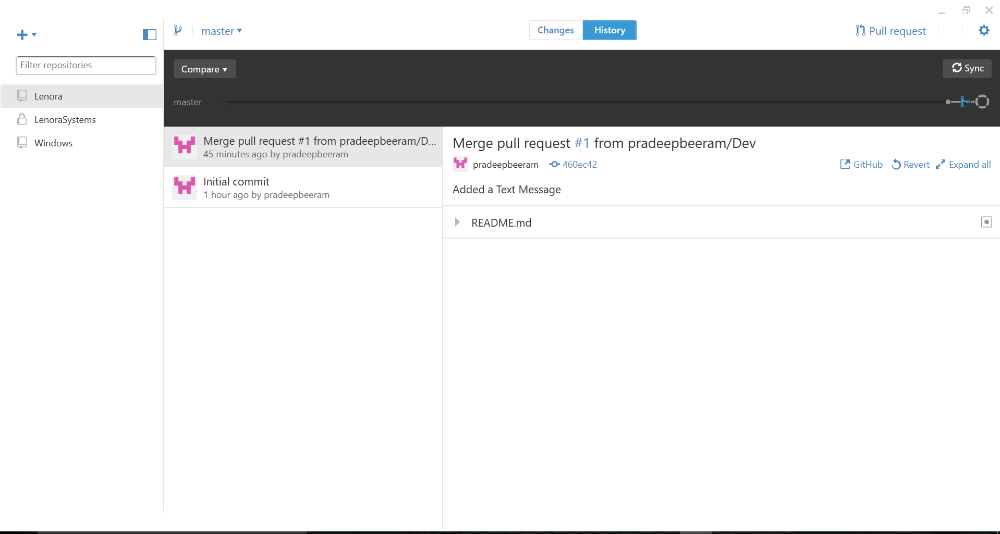 master
Changes
History
Pull request
Filter repositories
Compare
Sync
Lenora
LenoraSystems
Windows
master
Merge pull request #1 from pradeepbeeram/D...
45 minutes ago by pradeepbeeram
Initial commit
1 hour ago by pradeepbeeram
Merge pull request #1 from pradeepbeeram/Dev
pradeepbeeram 460ec42
GitHub Revert Expand all
Added a Text Message
README.md